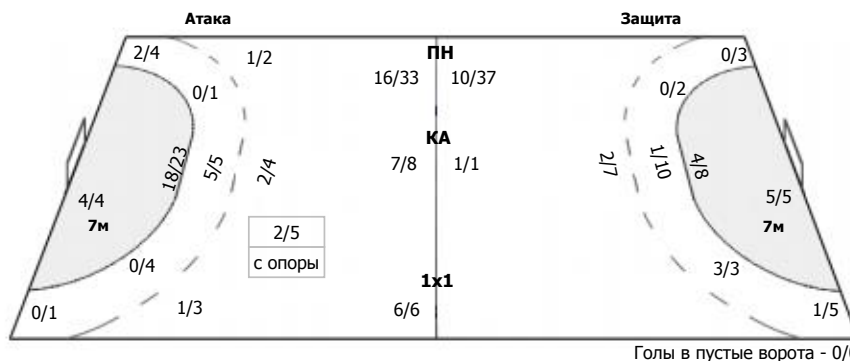 Атака Защита
2/4 1/2 ПН 0/3
16/33 10/37
0/1 0/2
КА
18/23 5/5 2/4 7/8 1/1 2/7 1/10 4/8
4/4 5/5
7м 7м
2/5
с опоры
0/4 3/3
1х1
0/1 1/3 6/6 1/5
Голы в пустые ворота -